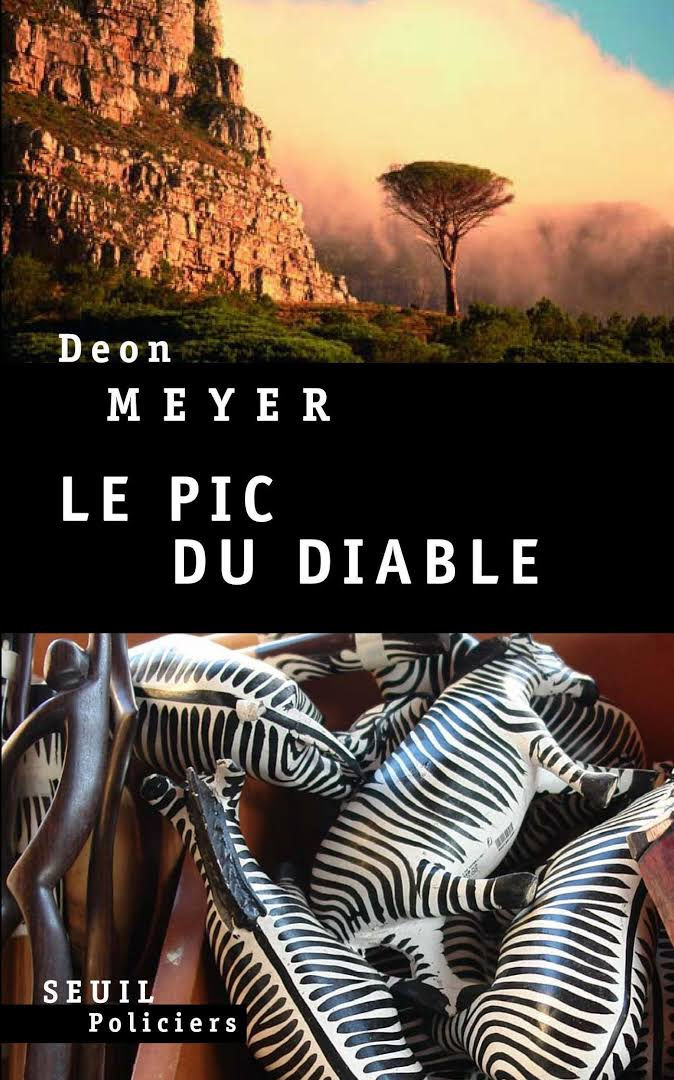 Deon
MEYER
LE PIC
DU DIABLE
SEUIL
Policiers